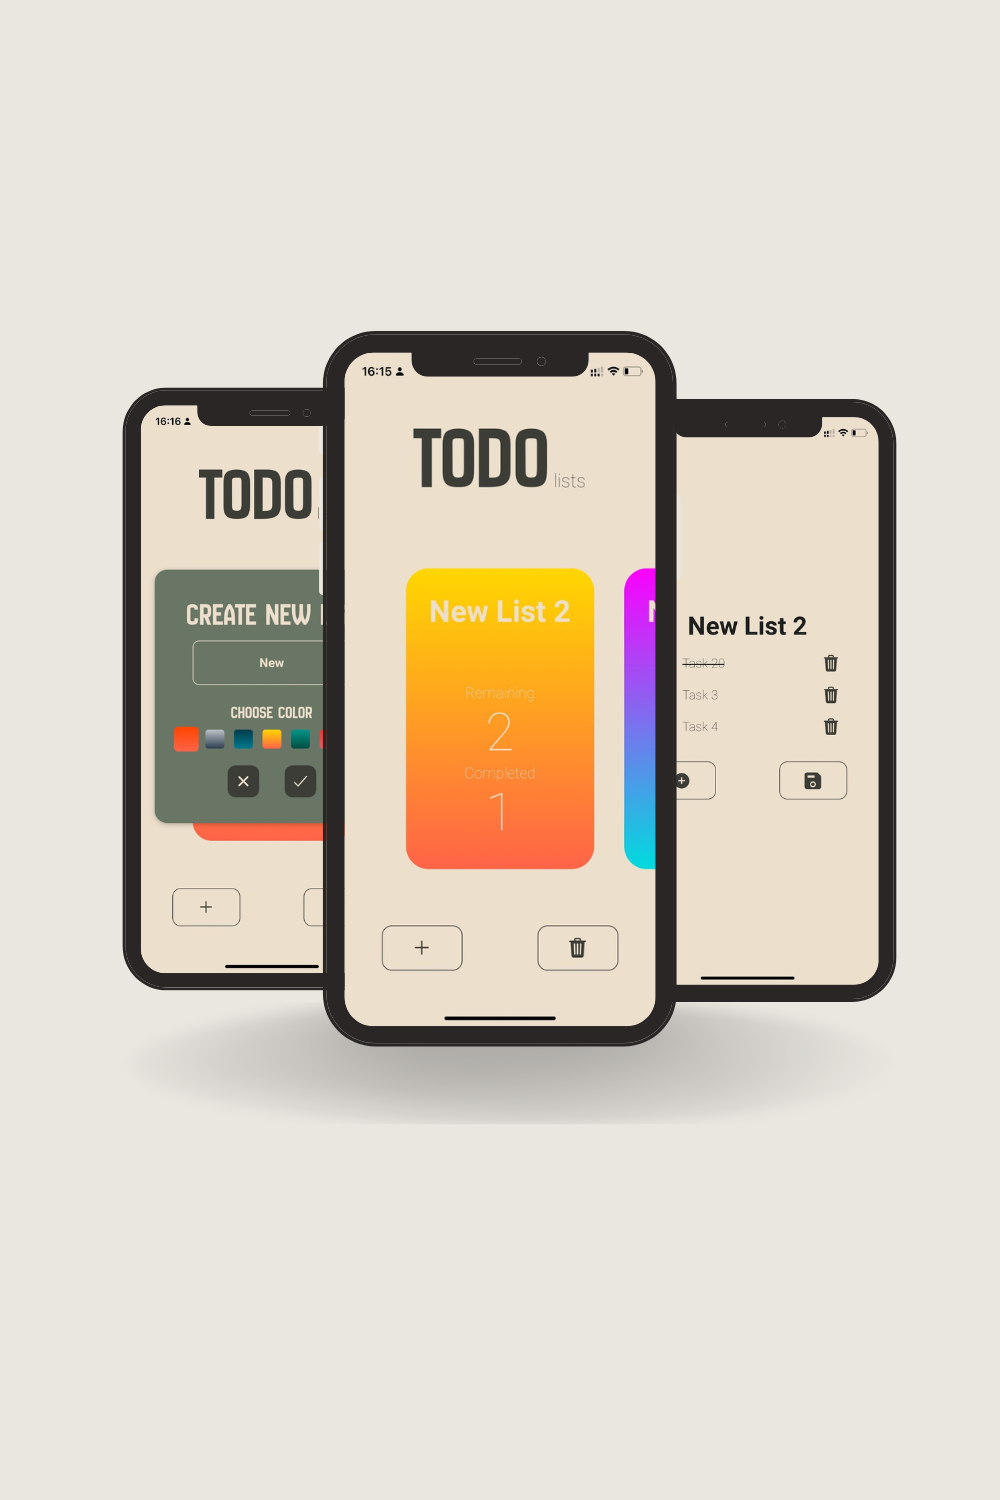 16:16
TODO
CREATE NEW
New
CHOOSE COLOR
16:15
TODO lists
New List 2
Remaining
2
Completed
1
New List 2
Task 20
Task 3
Task 4